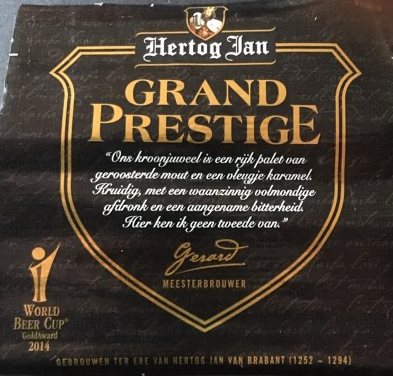 Hertog Jan
GRAND
PRESTIGE
"Ons kroonjuweel is een rijk palet van
geroosterde mout en een vleugje karamel.
Kruidig, met een waanzinnig volmondige
afdronk en een aangename bitterheid.
Hier ken ik geen tweede van."
Gerard
MEESTERBROUWER
WORLD
BEER CUP®
GoldAward
2014
GEBROUWEN TER ERE VAN HERTOG JAN VAN BRABANT (1252 – 1294)